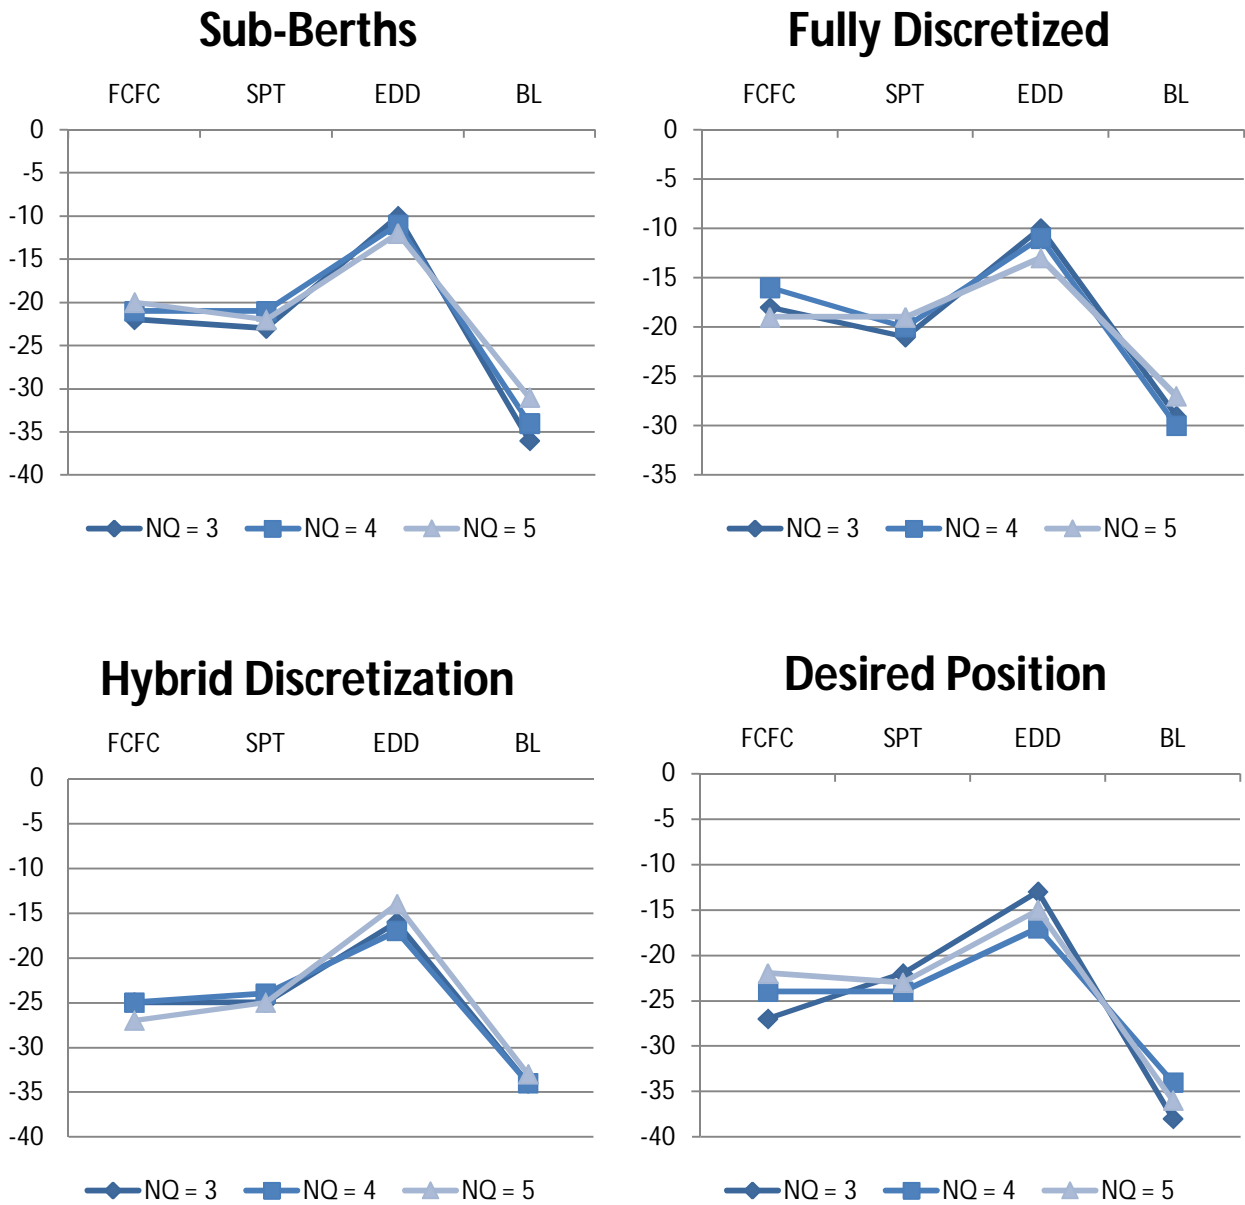 Sub-Berths
FCFC SPT EDD BL
0
-5
-10
-15
-20
-25
-30
-35
-40
NQ = 3 NQ = 4 NQ = 5
Fully Discretized
FCFC SPT EDD BL
0
-5
-10
-15
-20
-25
-30
-35
NQ = 3 NQ = 4 NQ = 5
Hybrid Discretization
FCFC SPT EDD BL
0
-5
-10
-15
-20
-25
-30
-35
-40
NQ = 3 NQ = 4 NQ = 5
Desired Position
FCFC SPT EDD BL
0
-5
-10
-15
-20
-25
-30
-35
-40
NQ = 3 NQ = 4 NQ = 5